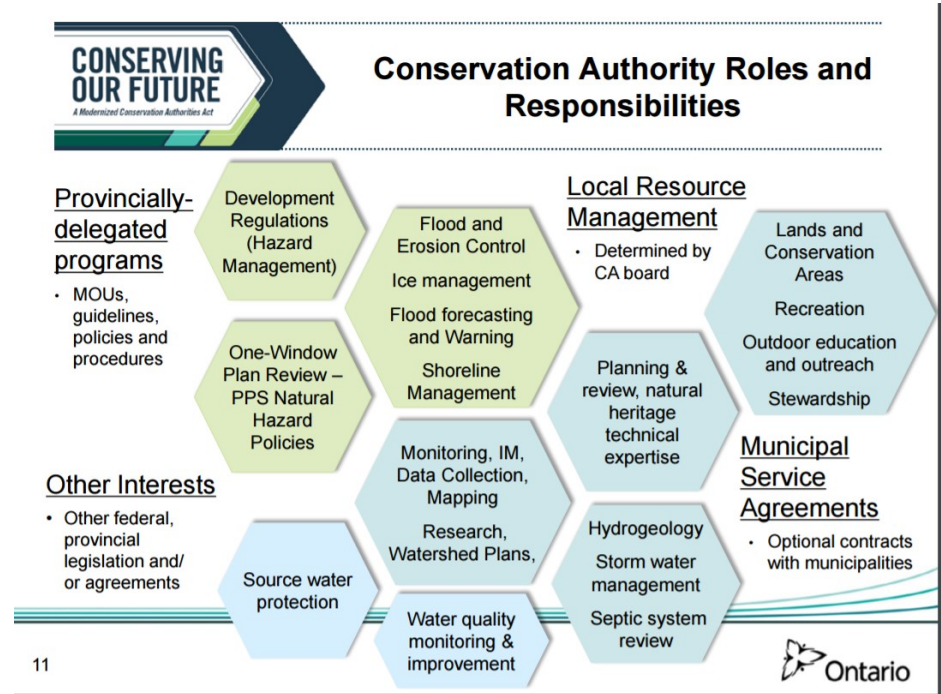 CONSERVING
OUR FUTURE
A Modernized Conservation Authorities Act
Conservation Authority Roles and
Responsibilities
Provincially-
delegated
programs
• MOUs,
guidelines,
policies and
procedures
Development
Regulations
(Hazard
Management)
One-Window
Plan Review –
PPS Natural
Hazard
Policies
Flood and
Erosion Control
Ice management
Flood forecasting
and Warning
Shoreline
Management
Local Resource
Management
• Determined by
CA board
Lands and
Conservation
Areas
Recreation
Outdoor education
and outreach
Stewardship
Planning &
review, natural
heritage
technical
expertise
Monitoring, IM,
Data Collection,
Mapping
Research,
Watershed Plans,
Municipal
Service
Agreements
• Optional contracts
with municipalities
Other Interests
• Other federal,
provincial
legislation and/
or agreements
Source water
protection
Hydrogeology
Storm water
management
Septic system
review
Water quality
monitoring &
improvement
11
Ontario